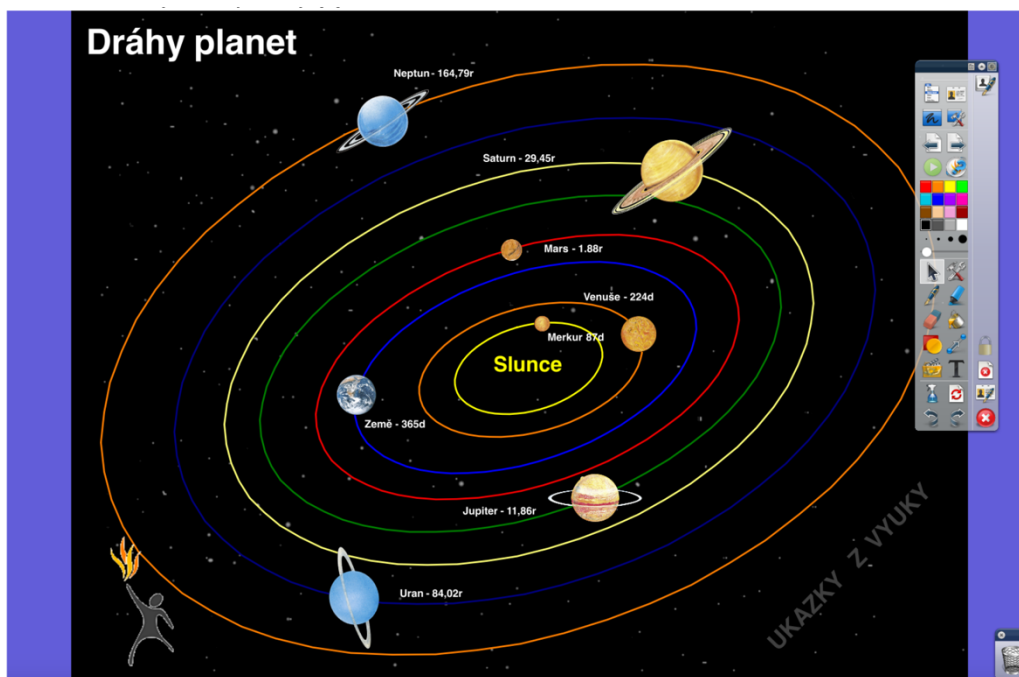 Dráhy planet
Neptun - 164,79r
Saturn - 29,45r
Mars - 1.88r
Venuše - 224d
Merkur 87d
Slunce
Země - 365d
Jupiter - 11,86r
Uran - 84,02r
UKAZKY Z VYUKY
T